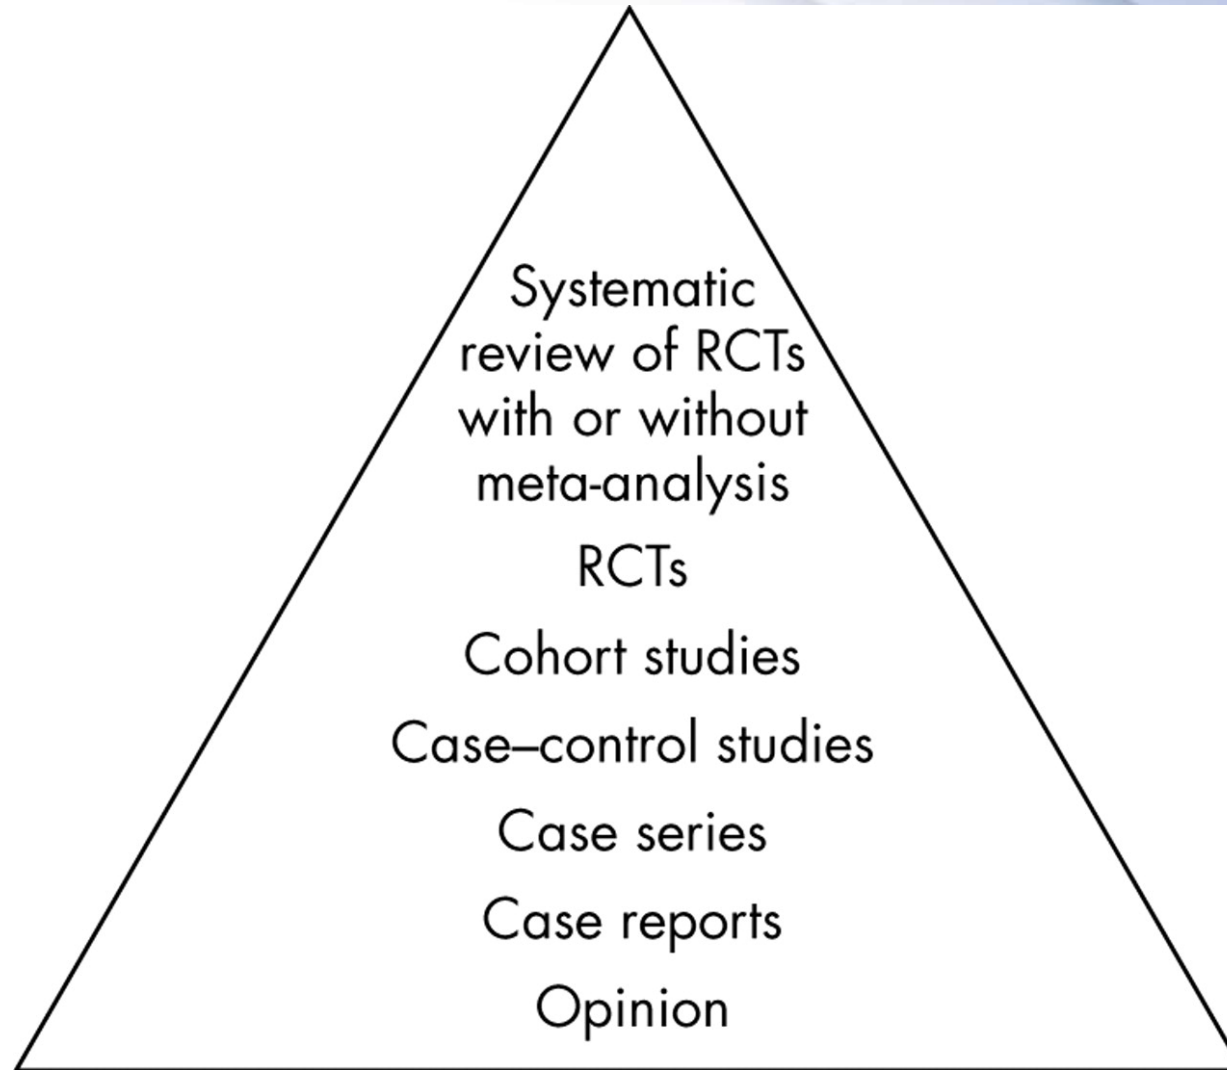 Systematic
review of RCTs
with or without
meta-analysis
RCTs
Cohort studies
Case–control studies
Case series
Case reports
Opinion